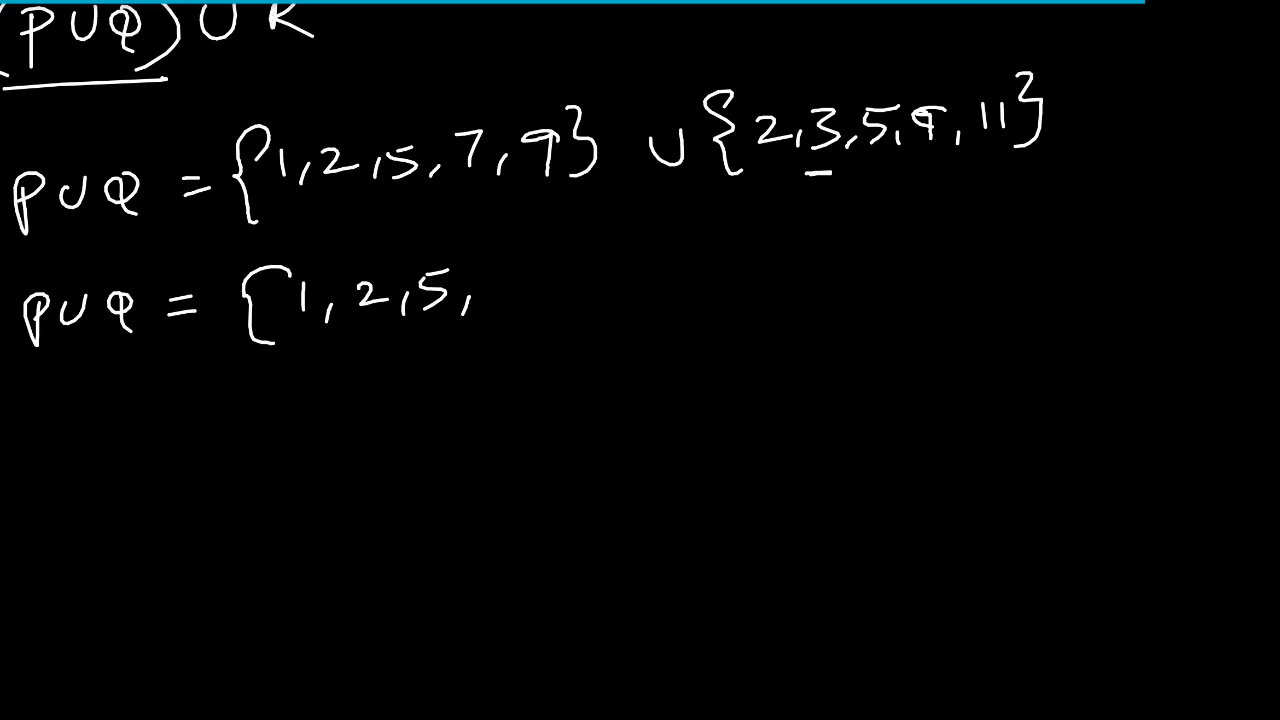 (P∪Q)∪R
P∪Q = {1,2,5,7,9} ∪ {2,3,5,9,11}
P∪Q = {1,2,5,